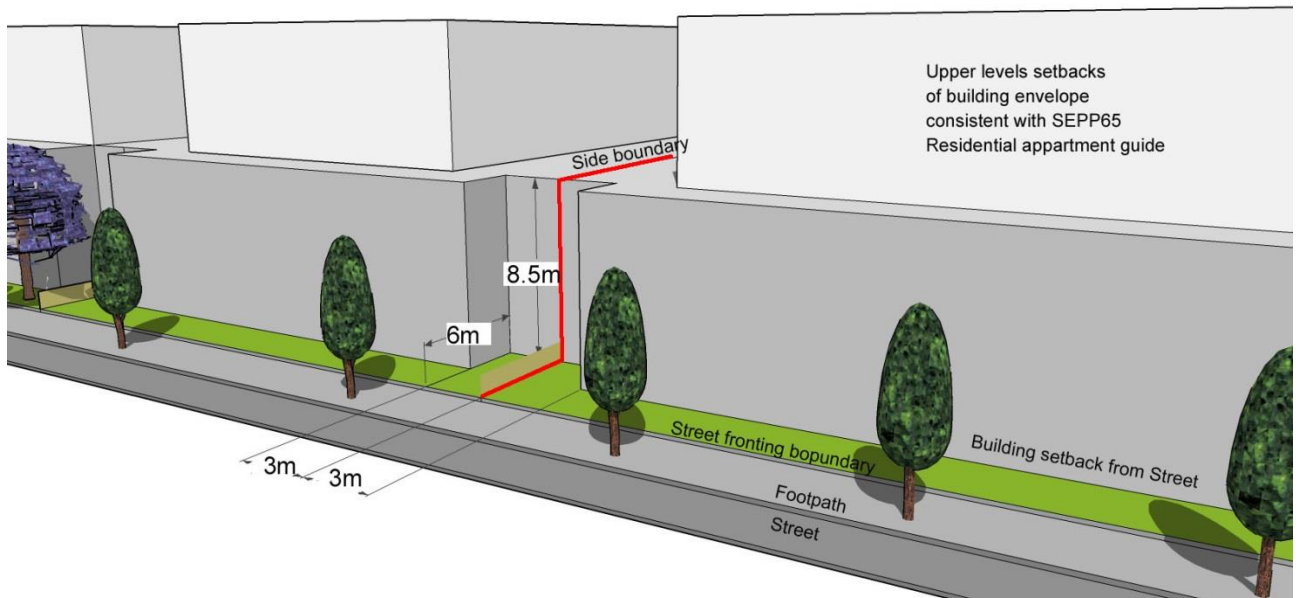 Upper levels setbacks
of building envelope
consistent with SEPP65
Residential appartment guide
Side boundary
8.5m
6m
3m
3m
Street fronting bopundary
Building setback from Street
Footpath
Street